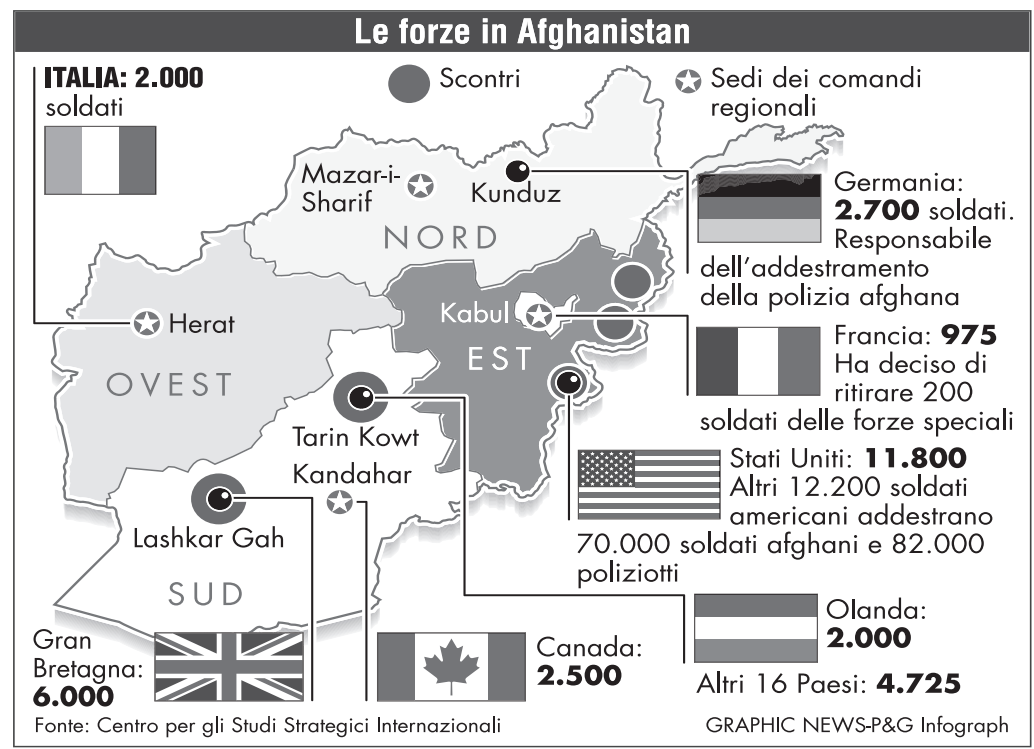 Le forze in Afghanistan
ITALIA: 2.000
soldati
Scontri
Sedi dei comandi
regionali
Mazar-i-
Sharif
Kunduz
NORD
Germania:
2.700 soldati.
Responsabile
dell'addestramento
della polizia afghana
Herat
OVEST
Kabul
EST
Francia: 975
Ha deciso di
ritirare 200
soldati delle forze speciali
Tarin Kowt
Kandahar
Lashkar Gah
SUD
Stati Uniti: 11.800
Altri 12.200 soldati
americani addestrano
70.000 soldati afghani e 82.000
poliziotti
Gran
Bretagna:
6.000
Canada:
2.500
Olanda:
2.000
Altri 16 Paesi: 4.725
Fonte: Centro per gli Studi Strategici Internazionali
GRAPHIC NEWS-P&G Infograph